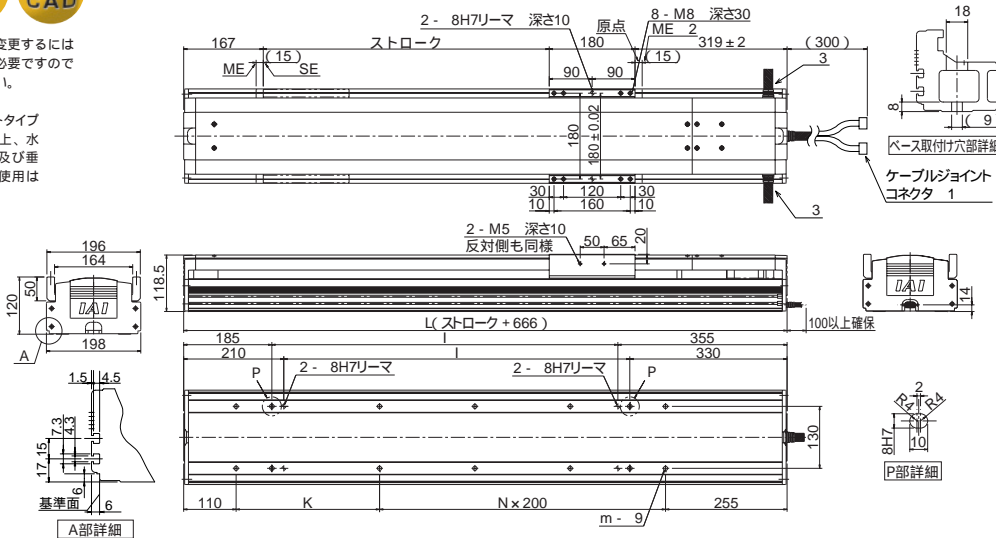 CAD
変更するには
必要ですので
い。
トタイプ
上、水
及び垂
使用は
2 - 8H7リーマ 深さ10
原点
8 - M8 深さ30
ME 2
167
ストローク
180
319±2
(300)
(15)
(15)
ME
SE
90
90
3
180
180±0.02
30
120
30
10
160
10
3
18
8
( 9
ベース取付け穴部詳細
ケーブルジョイント
コネクタ 1
2 - M5 深さ10
反対側も同様
50
65
20
196
164
120
50
198
A
118.5
L(ストローク+666)
100以上確保
14
185
l
355
210
l
330
P
2 - 8H7リーマ
2 - 8H7リーマ
P
130
110
K
N×200
255
m - 9
1.5
4.5
7.3
4.3
15
17
6
6
基準面
A部詳細
2
R4
R4
8H7
10
P部詳細
IAI
IAI